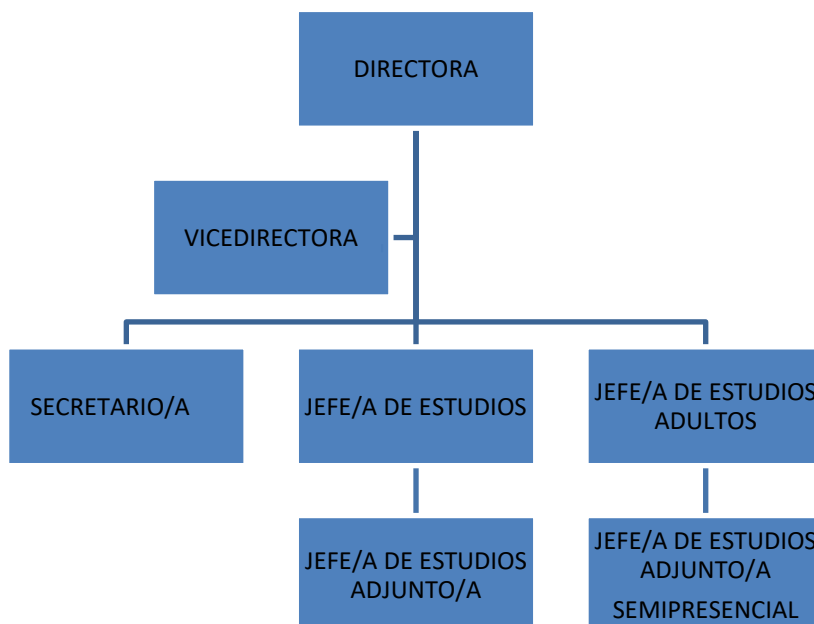 DIRECTORA
VICEDIRECTORA
SECRETARIO/A
JEFE/A DE ESTUDIOS
JEFE/A DE ESTUDIOS
ADULTOS
JEFE/A DE ESTUDIOS
ADJUNTO/A
JEFE/A DE ESTUDIOS
ADJUNTO/A
SEMIPRESENCIAL